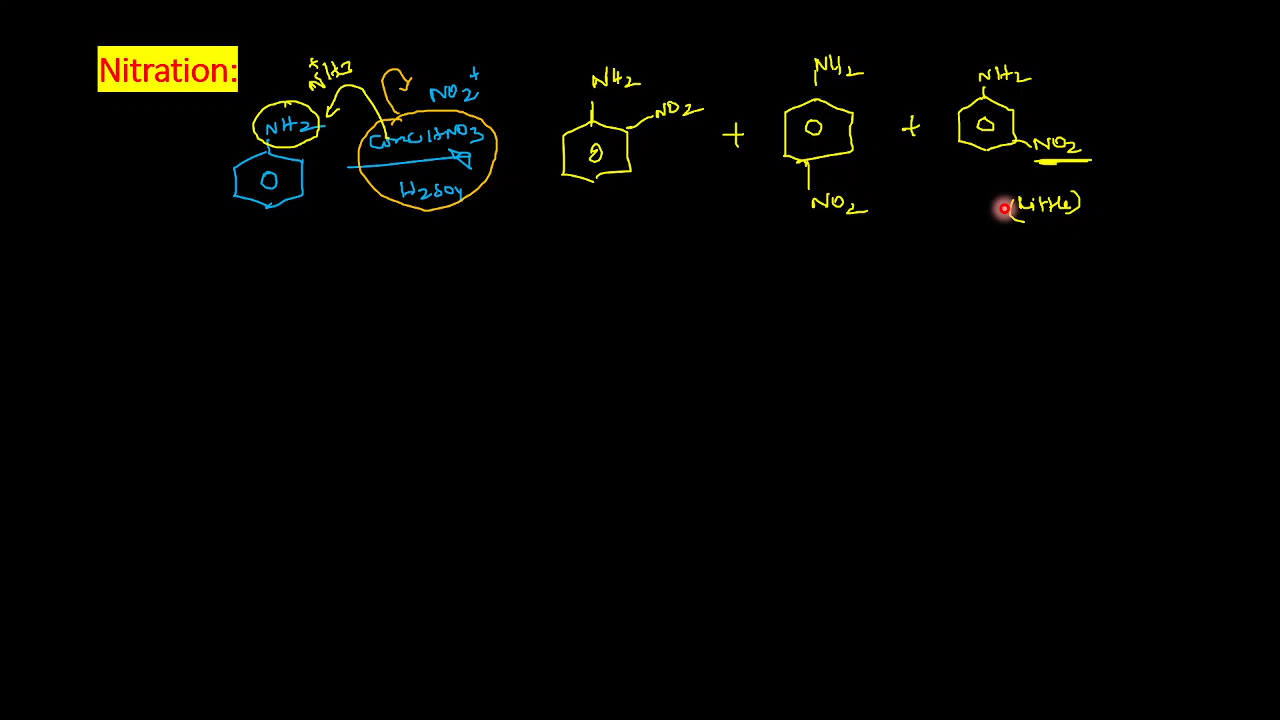 Nitration:
+
NH3
NO2+
NH2
Conc HNO3
H2SO4
NH2
NO2
+
NH2
NO2
+
NH2
NO2
(little)